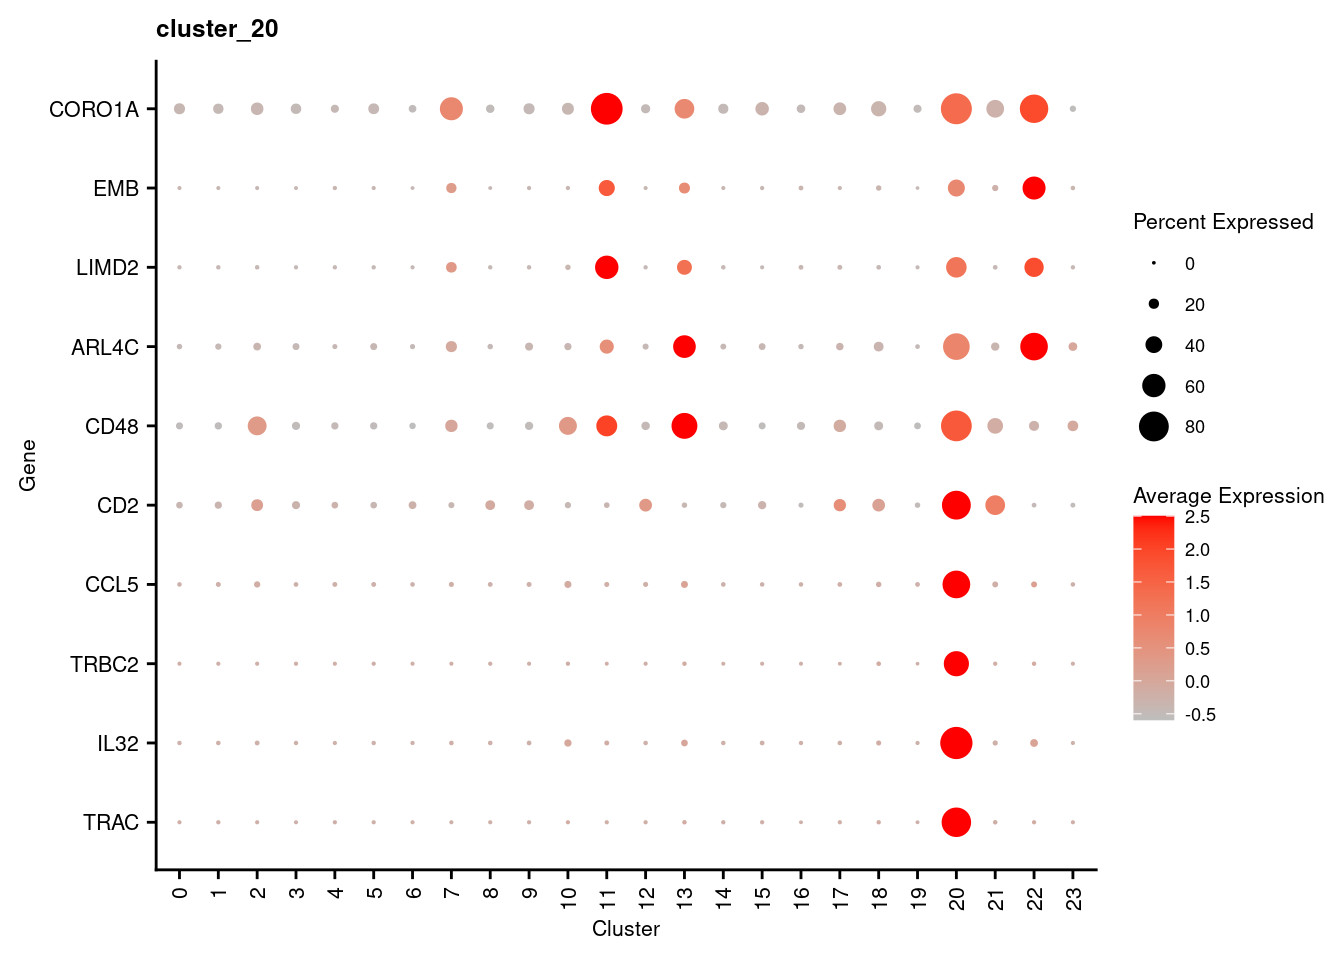 cluster_20
CORO1A
EMB
LIMD2
ARL4C
CD48
CD2
CCL5
TRBC2
IL32
TRAC
Gene
0 1 2 3 4 5 6 7 8 9 10 11 12 13 14 15 16 17 18 19 20 21 22 23
Cluster
Percent Expressed
0
20
40
60
80
Average Expression
2.5
2.0
1.5
1.0
0.5
0.0
-0.5